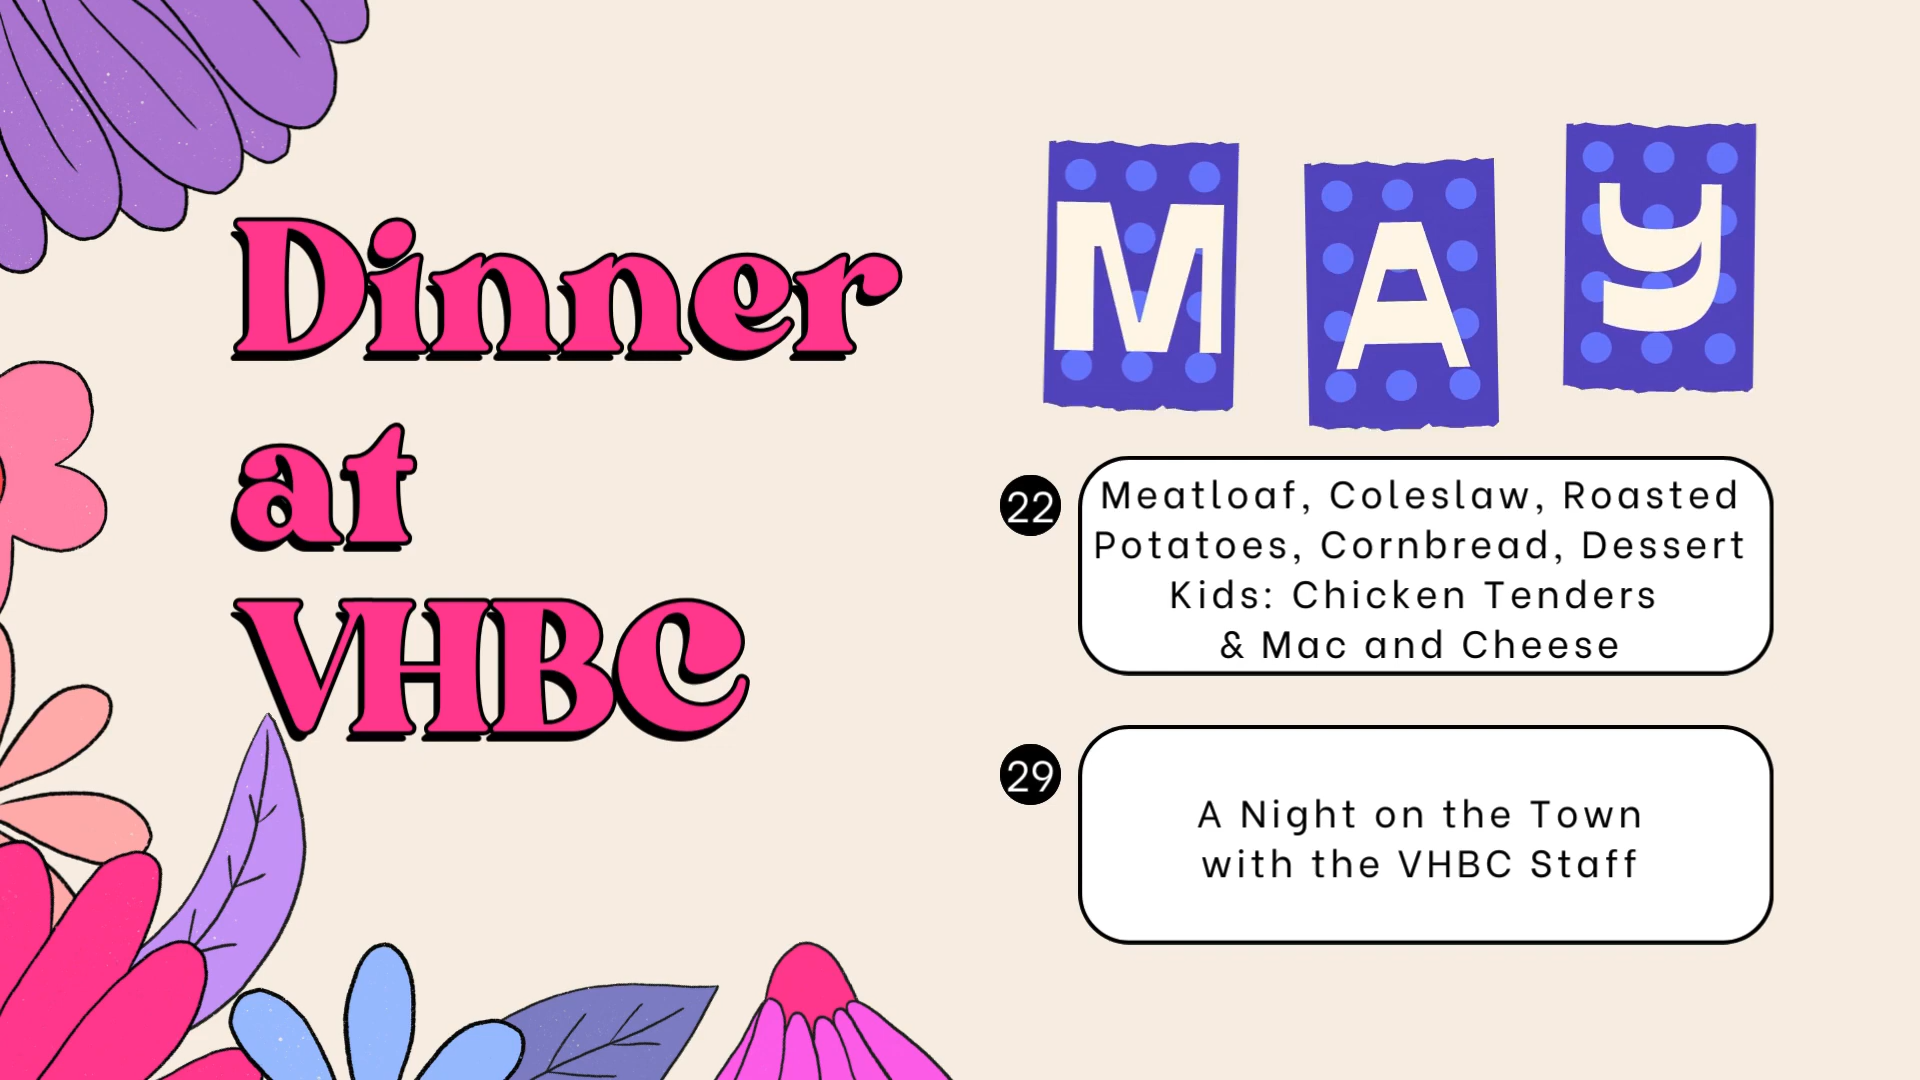 Dinner
at
VHBC
MAY
22
Meatloaf, Coleslaw, Roasted
Potatoes, Cornbread, Dessert
Kids: Chicken Tenders
& Mac and Cheese
29
A Night on the Town
with the VHBC Staff